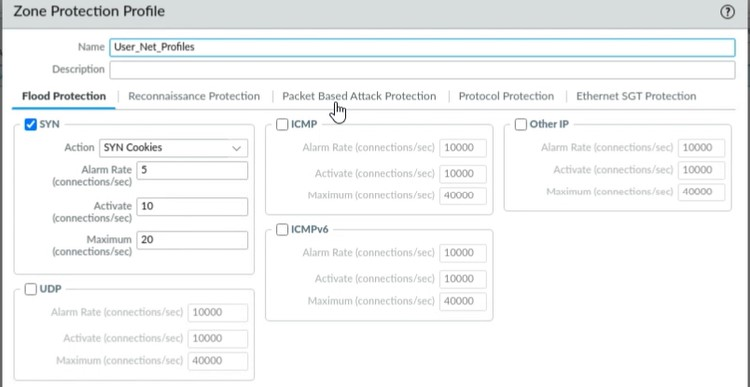 Zone Protection Profile
Name User_Net_Profiles
Description
Flood Protection Reconnaissance Protection Packet Based Attack Protection Protocol Protection Ethernet SGT Protection
SYN
Action SYN Cookies
Alarm Rate 5
(connections/sec)
Activate 10
(connections/sec)
Maximum 20
(connections/sec)
UDP
Alarm Rate (connections/sec) 10000
Activate (connections/sec) 10000
Maximum (connections/sec) 40000
ICMP
Alarm Rate (connections/sec) 10000
Activate (connections/sec) 10000
Maximum (connections/sec) 40000
ICMPv6
Alarm Rate (connections/sec) 10000
Activate (connections/sec) 10000
Maximum (connections/sec) 40000
Other IP
Alarm Rate (connections/sec) 10000
Activate (connections/sec) 10000
Maximum (connections/sec) 40000